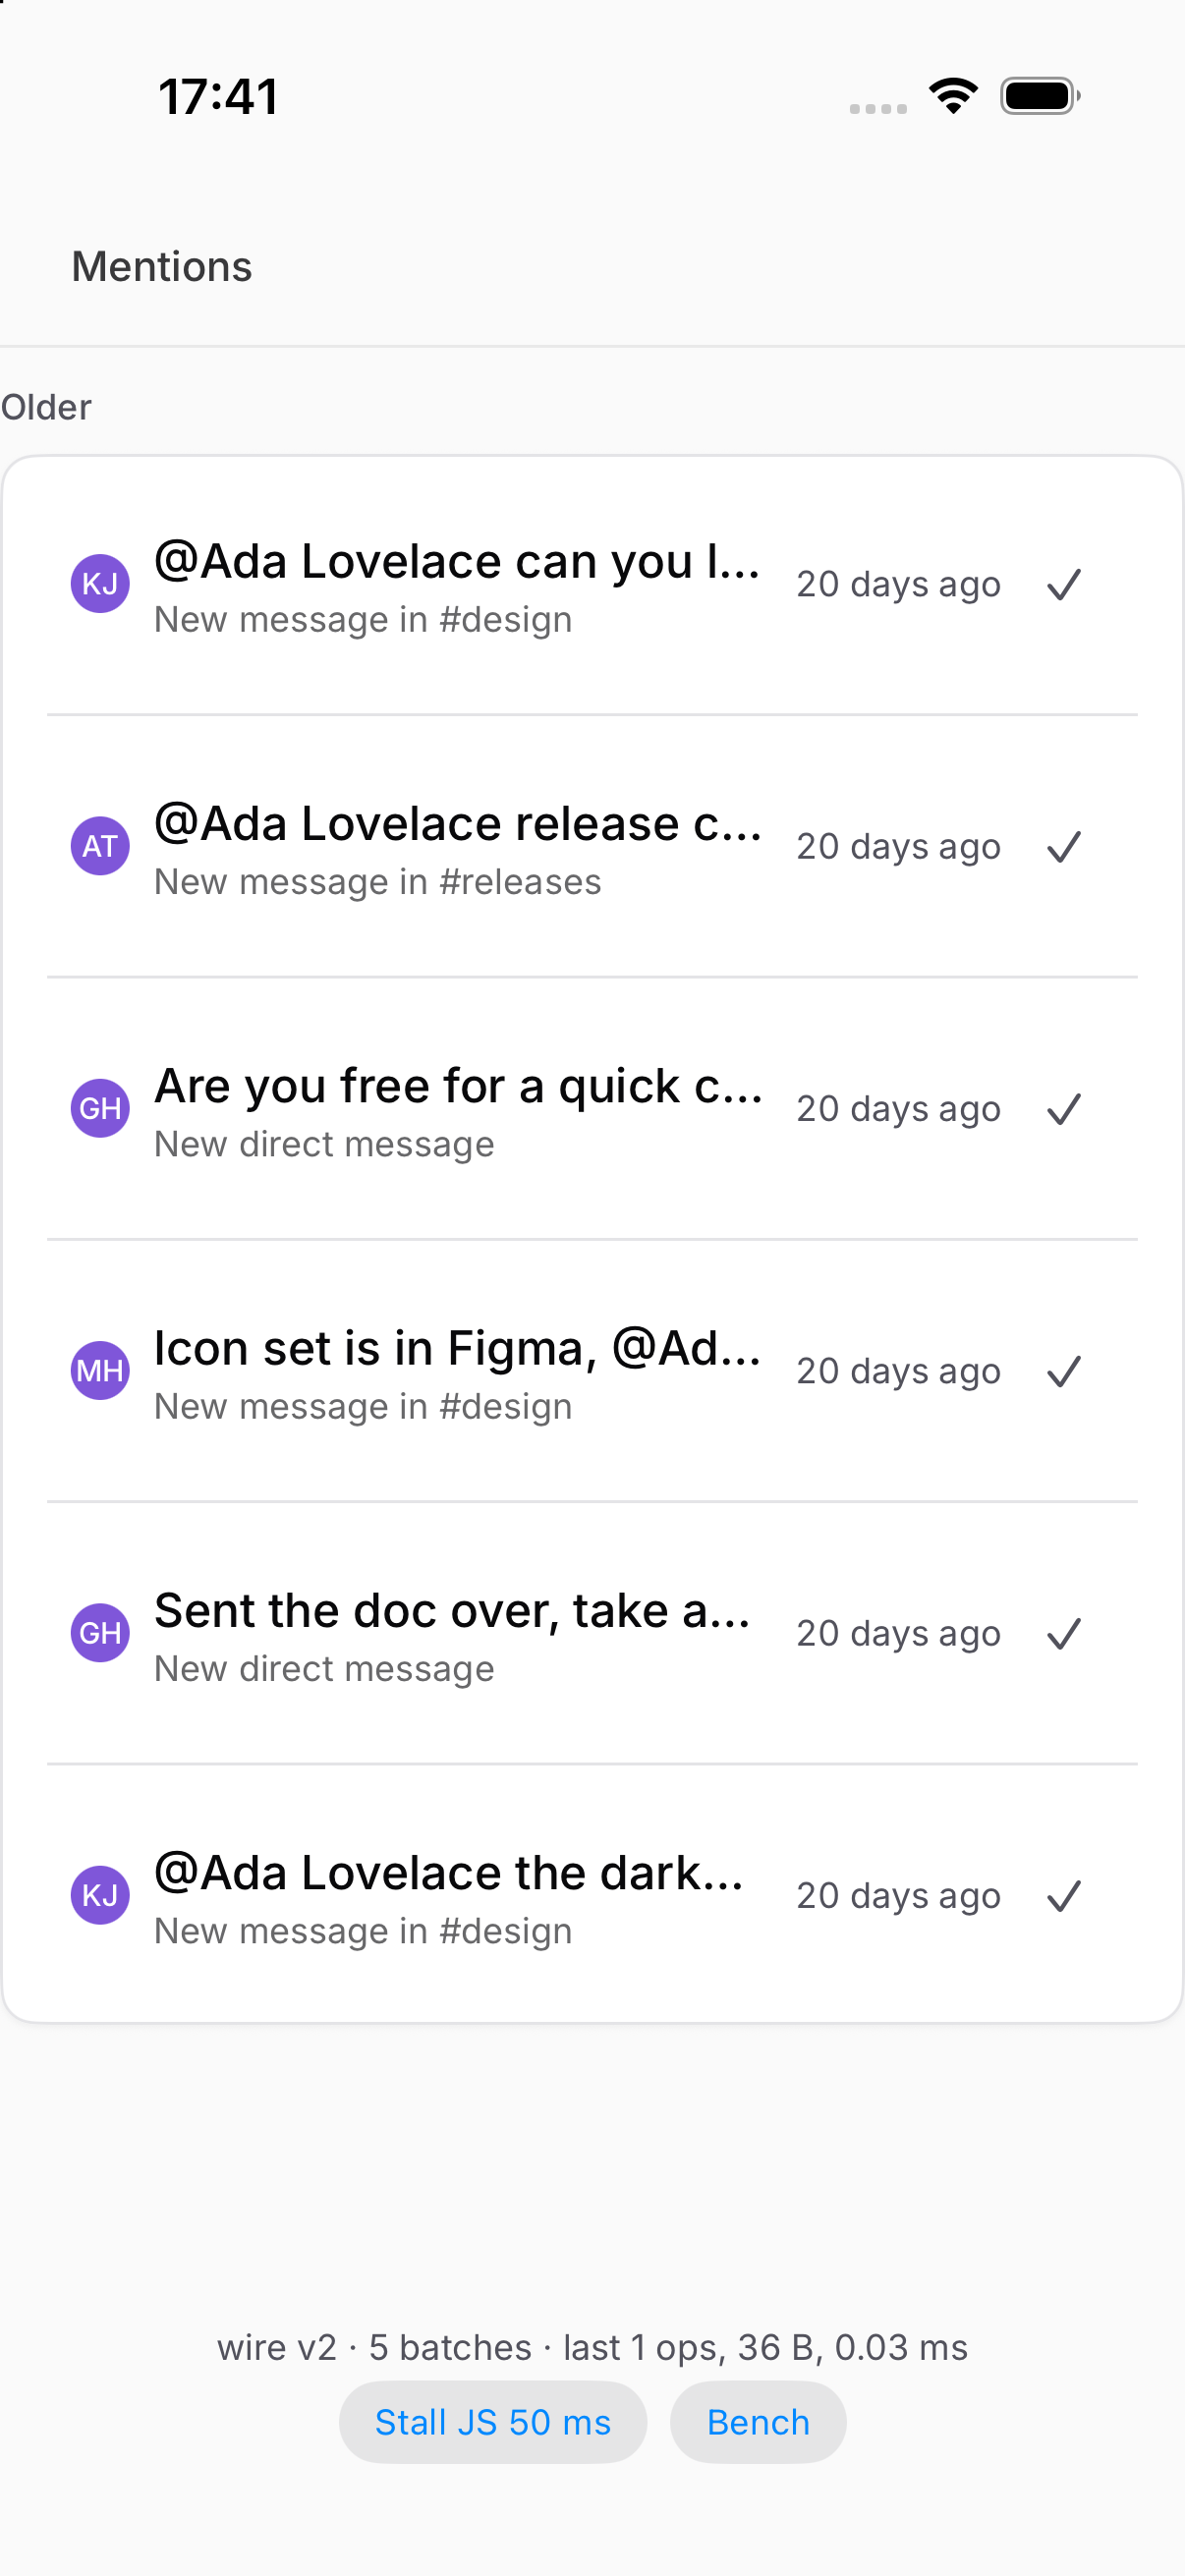 17:41
Mentions
Older
KJ
@Ada Lovelace can you l...
New message in #design
20 days ago
AT
@Ada Lovelace release c...
New message in #releases
20 days ago
GH
Are you free for a quick c...
New direct message
20 days ago
MH
Icon set is in Figma, @Ad...
New message in #design
20 days ago
GH
Sent the doc over, take a...
New direct message
20 days ago
KJ
@Ada Lovelace the dark...
New message in #design
20 days ago
wire v2 · 5 batches · last 1 ops, 36 B, 0.03 ms
Stall JS 50 ms
Bench